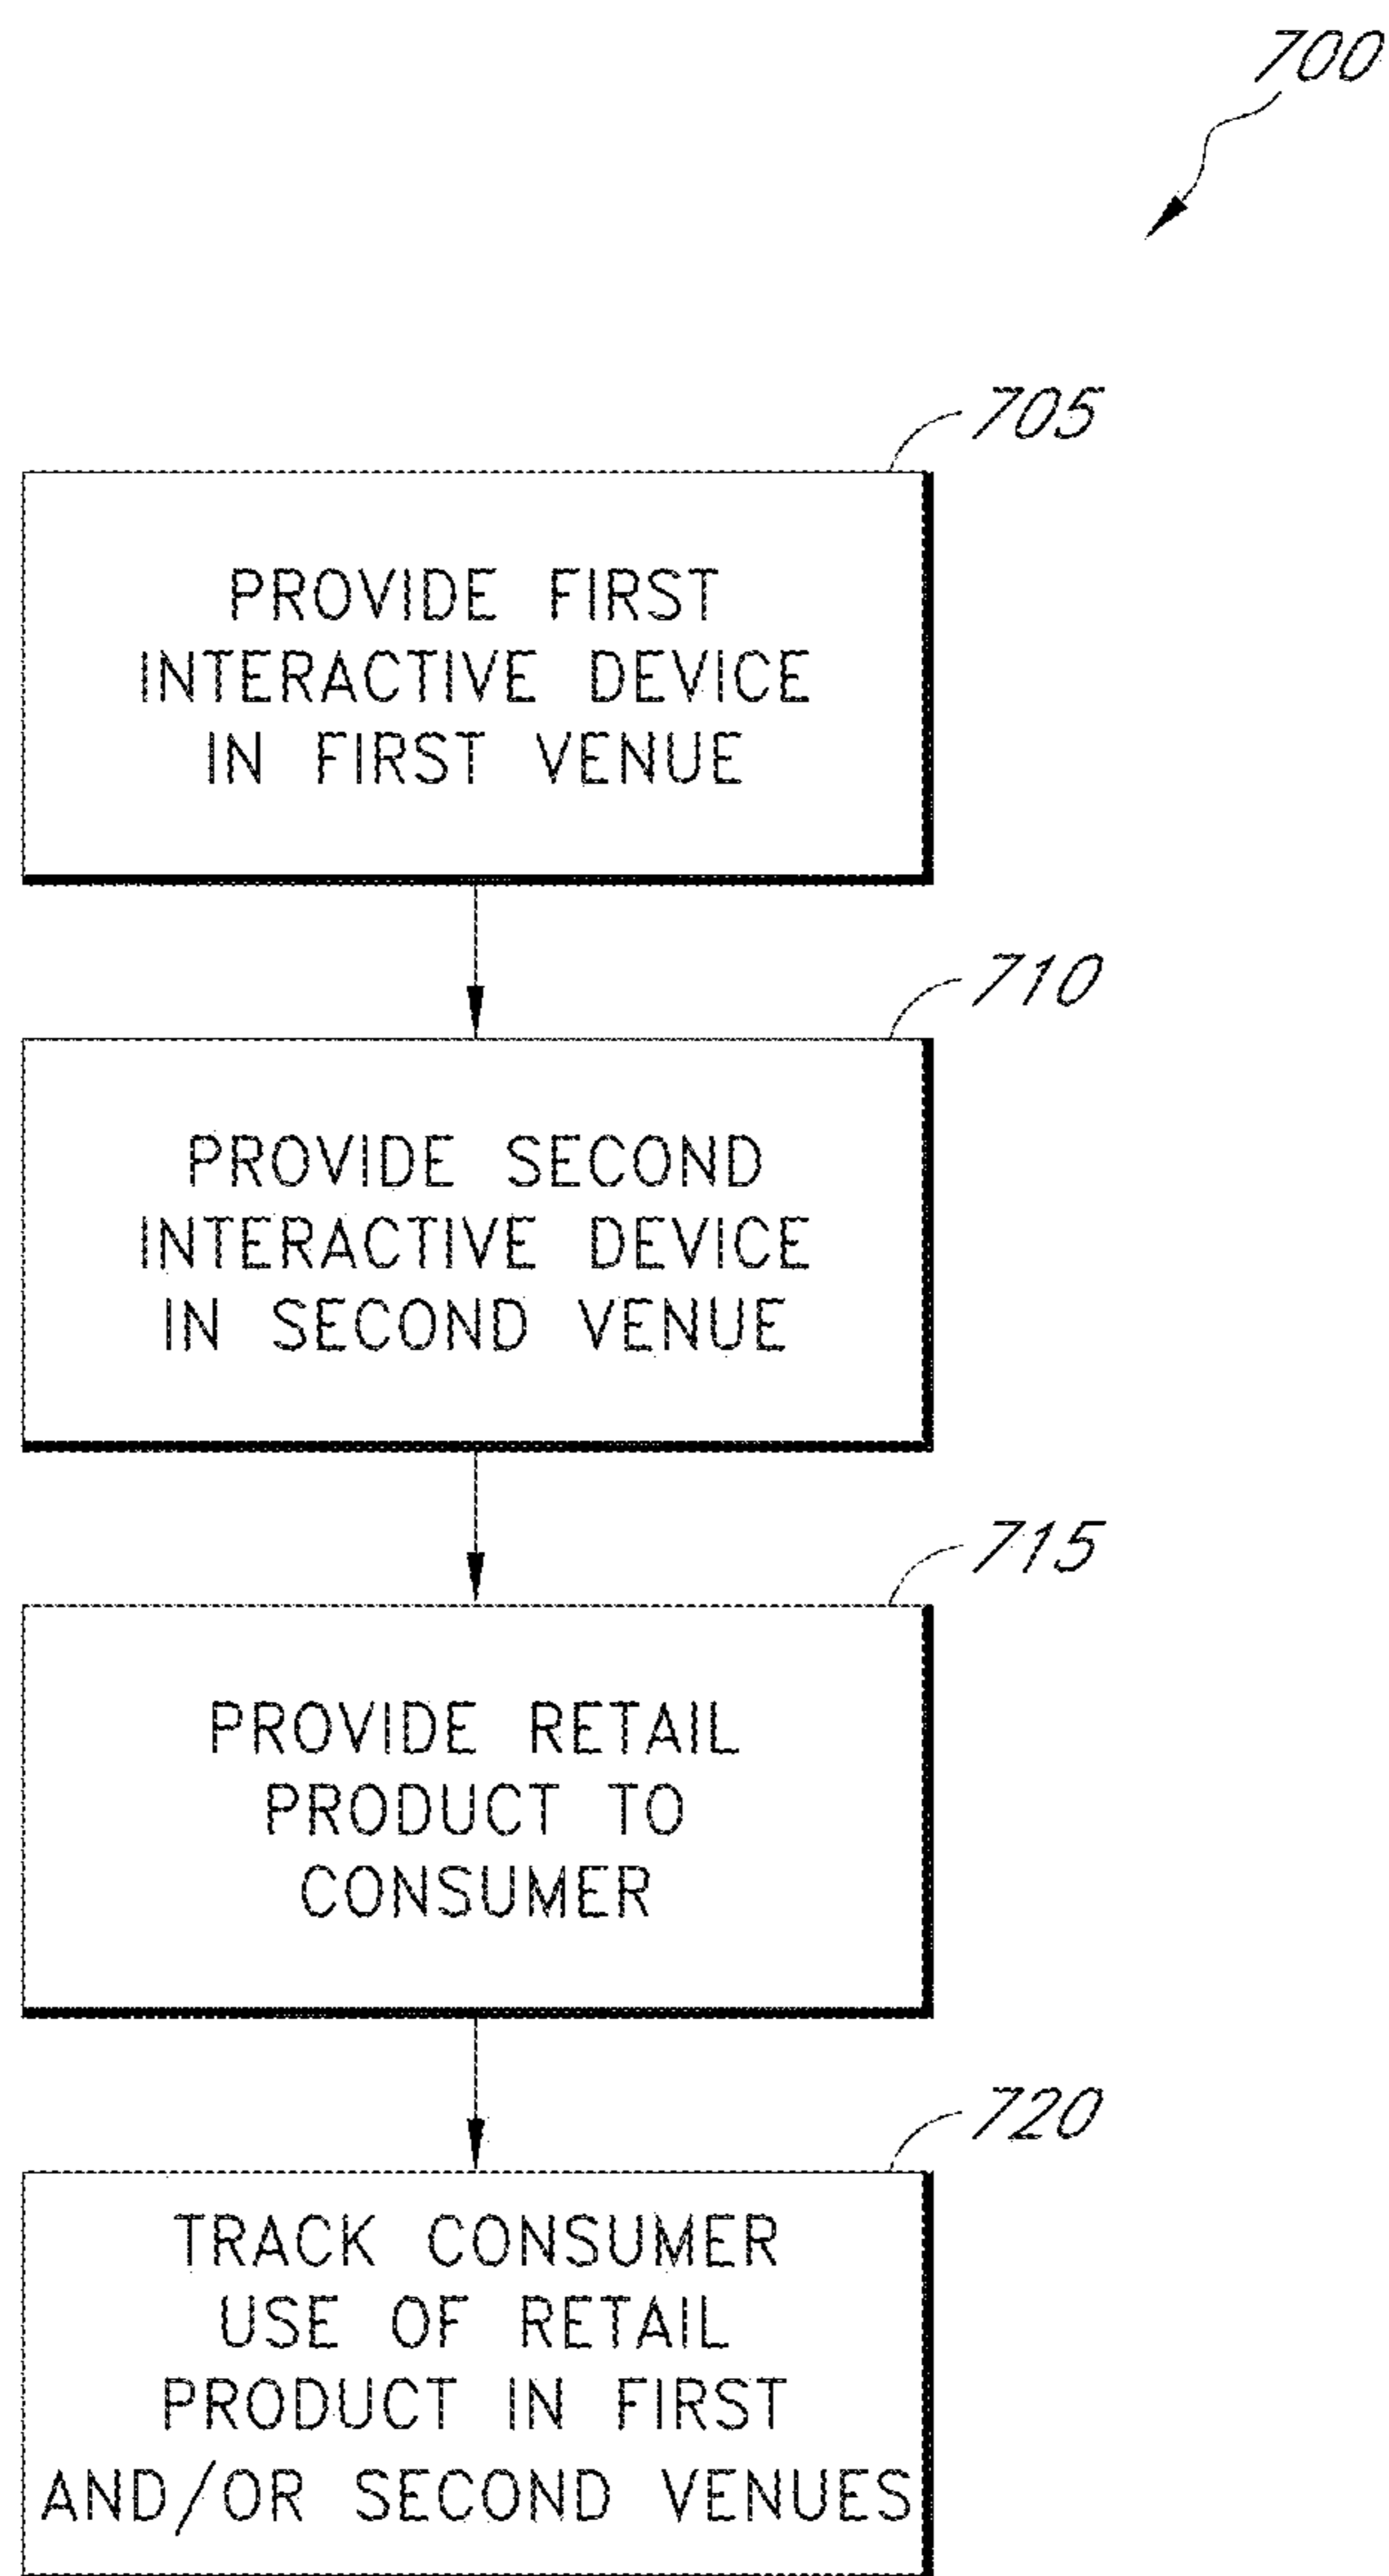 700
705
PROVIDE FIRST
INTERACTIVE DEVICE
IN FIRST VENUE
710
PROVIDE SECOND
INTERACTIVE DEVICE
IN SECOND VENUE
715
PROVIDE RETAIL
PRODUCT TO
CONSUMER
720
TRACK CONSUMER
USE OF RETAIL
PRODUCT IN FIRST
AND/OR SECOND VENUES